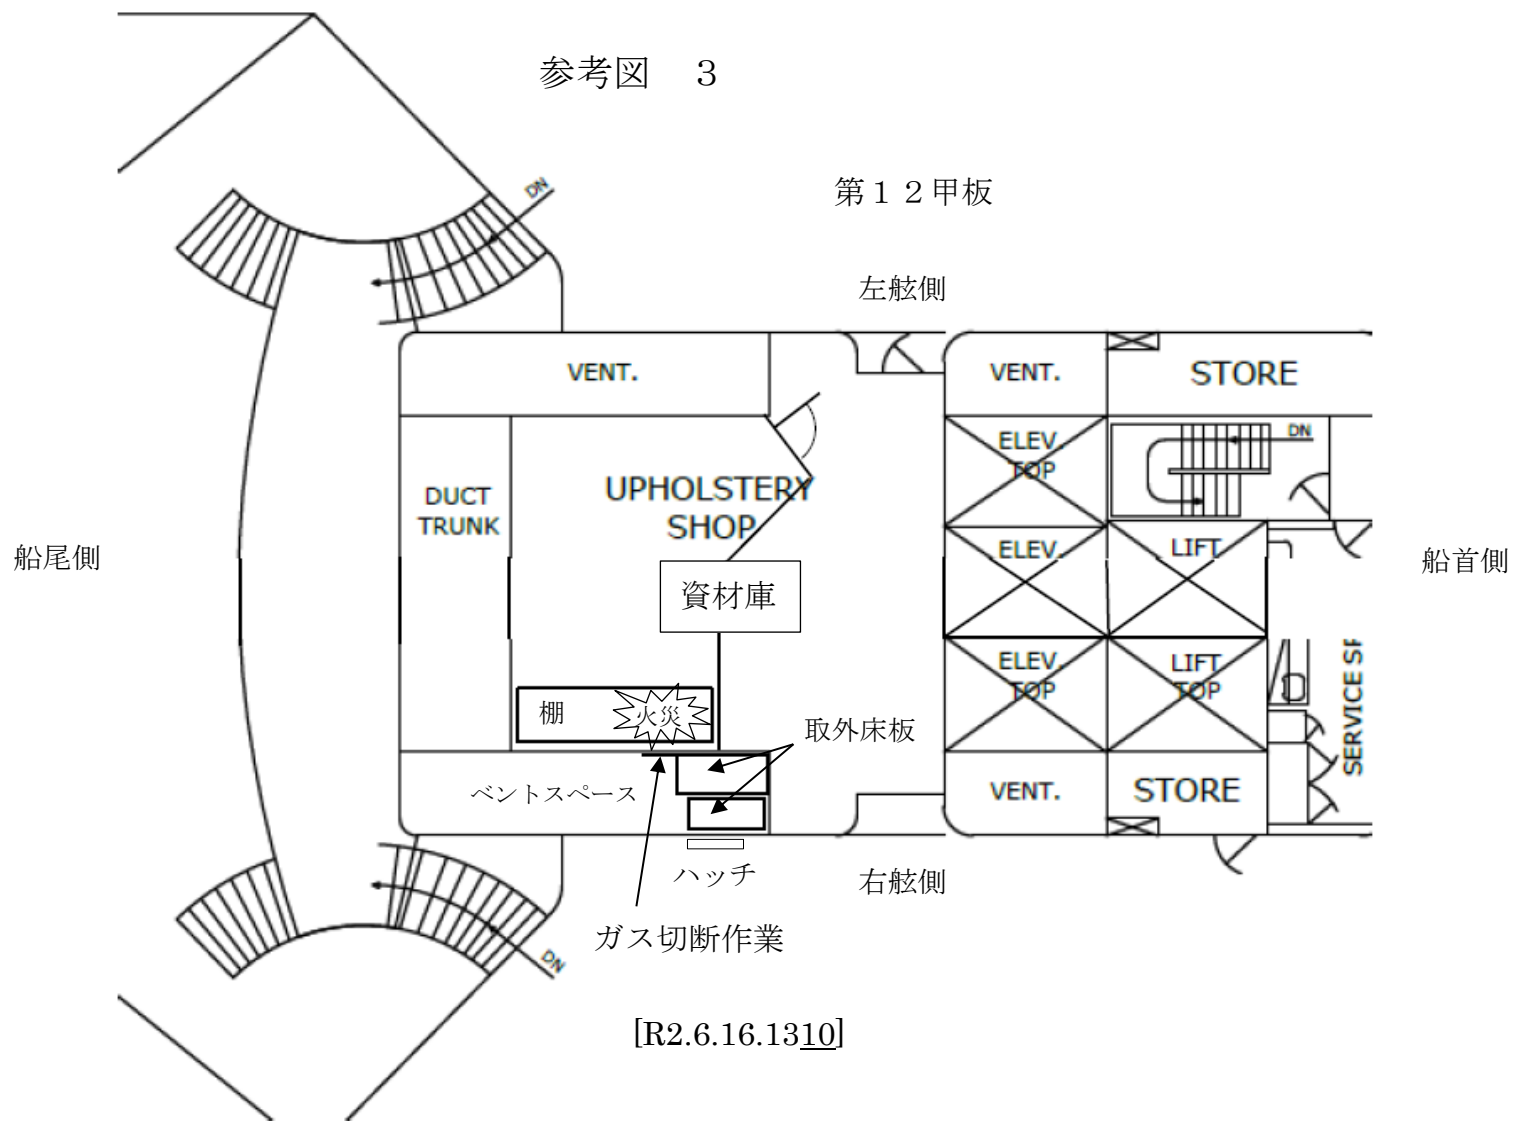 参考図　３
第１２甲板
DN
左舷側
VENT.
VENT.
STORE
ELEV.
TOP
DN
DUCT
TRUNK
UPHOLSTERY
SHOP
船尾側
ELEV.
LIFT
船首側
資材庫
ELEV.
TOP
LIFT
TOP
棚
火災
取外床板
SERVICE
ベントスペース
VENT.
STORE
ハッチ
右舷側
ガス切断作業
DN
[R2.6.16.1310]